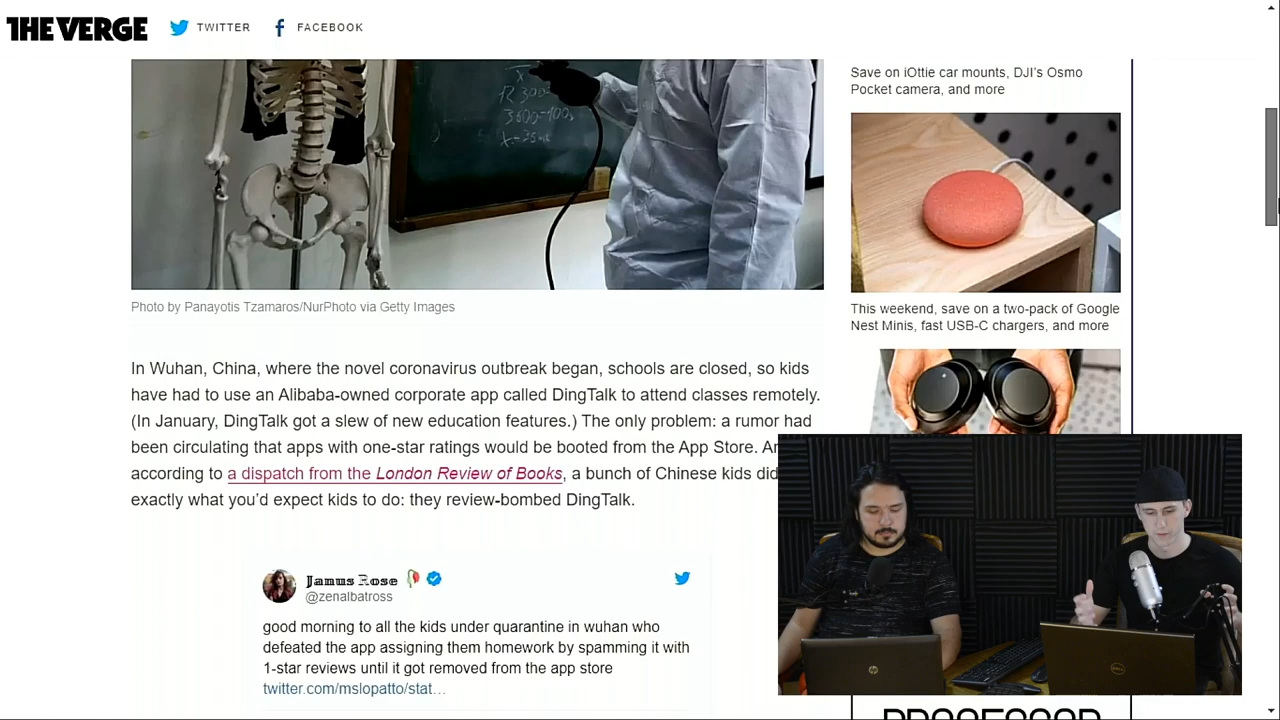 THE VERGE
TWITTER
FACEBOOK
Save on iOttie car mounts, DJI's Osmo
Pocket camera, and more
12 300
3600-100s
Photo by Panayotis Tzamaros/NurPhoto via Getty Images
This weekend, save on a two-pack of Google
Nest Minis, fast USB-C chargers, and more
In Wuhan, China, where the novel coronavirus outbreak began, schools are closed, so kids
have had to use an Alibaba-owned corporate app called DingTalk to attend classes remotely.
(In January, DingTalk got a slew of new education features.) The only problem: a rumor had
been circulating that apps with one-star ratings would be booted from the App Store.
according to a dispatch from the London Review of Books, a bunch of Chinese kids did
exactly what you'd expect kids to do: they review-bombed DingTalk.
Janus Rose
@zenalbatross
good morning to all the kids under quarantine in wuhan who
defeated the app assigning them homework by spamming it with
1-star reviews until it got removed from the app store
twitter.com/mslopatto/stat…
hp
DELL